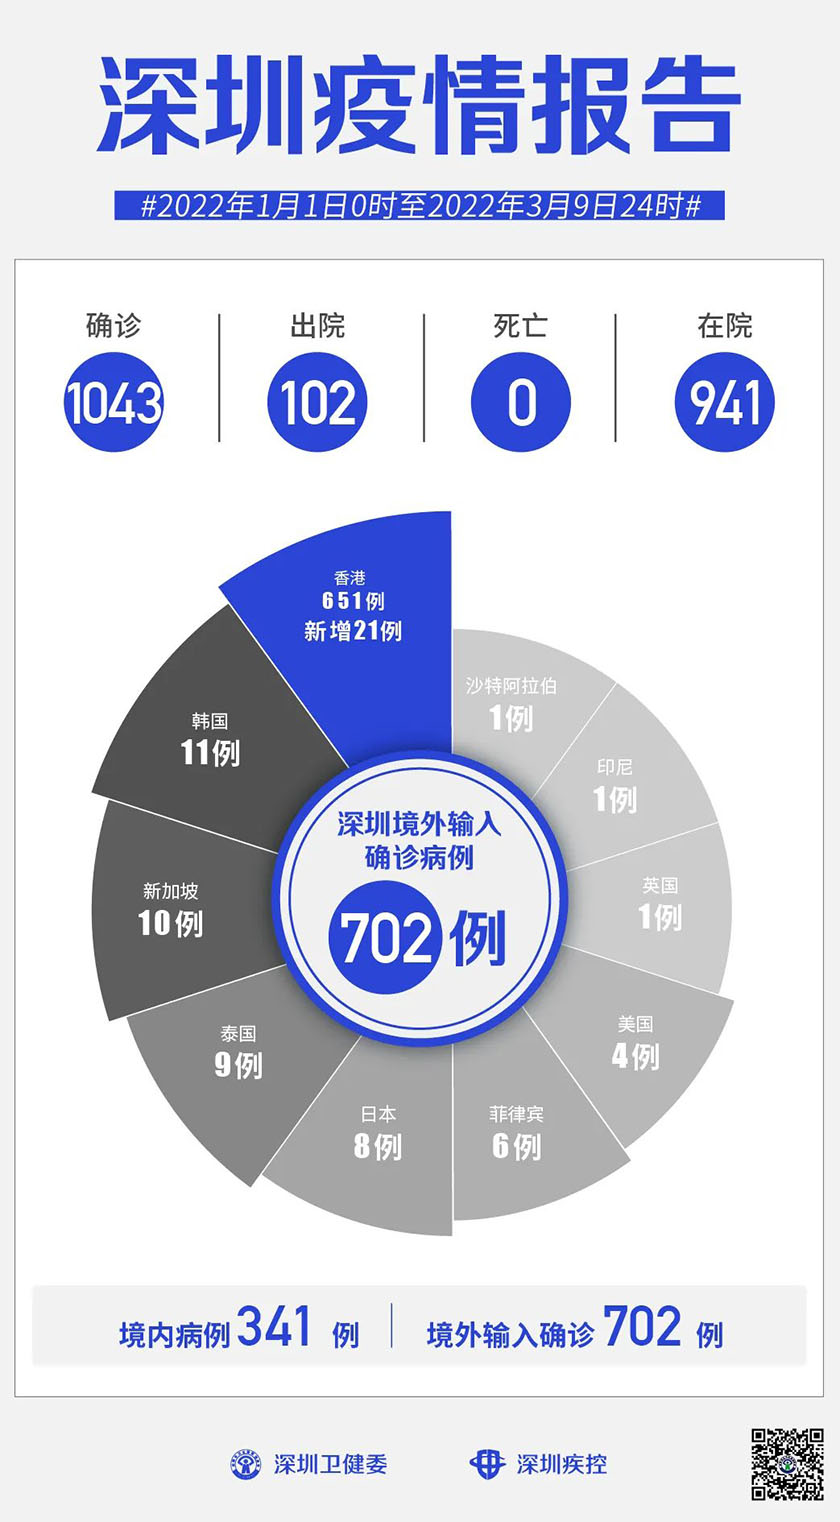 深圳疫情报告
#2022年1月1日0时至2022年3月9日24时#
确诊
1043
出院
102
死亡
0
在院
941
香港
651例
新增21例
沙特阿拉伯
1例
印尼
1例
英国
1例
美国
4例
菲律宾
6例
日本
8例
泰国
9例
新加坡
10例
韩国
11例
深圳境外输入
确诊病例
702例
境内病例 341 例
境外输入确诊 702 例
深圳卫健委
深圳疾控